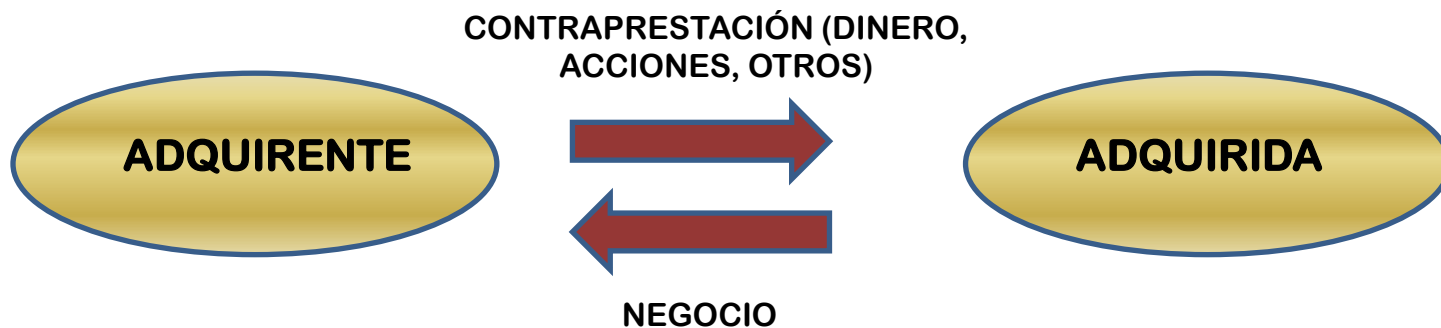 CONTRAPRESTACIÓN (DINERO,
ACCIONES, OTROS)
ADQUIRENTE
ADQUIRIDA
NEGOCIO